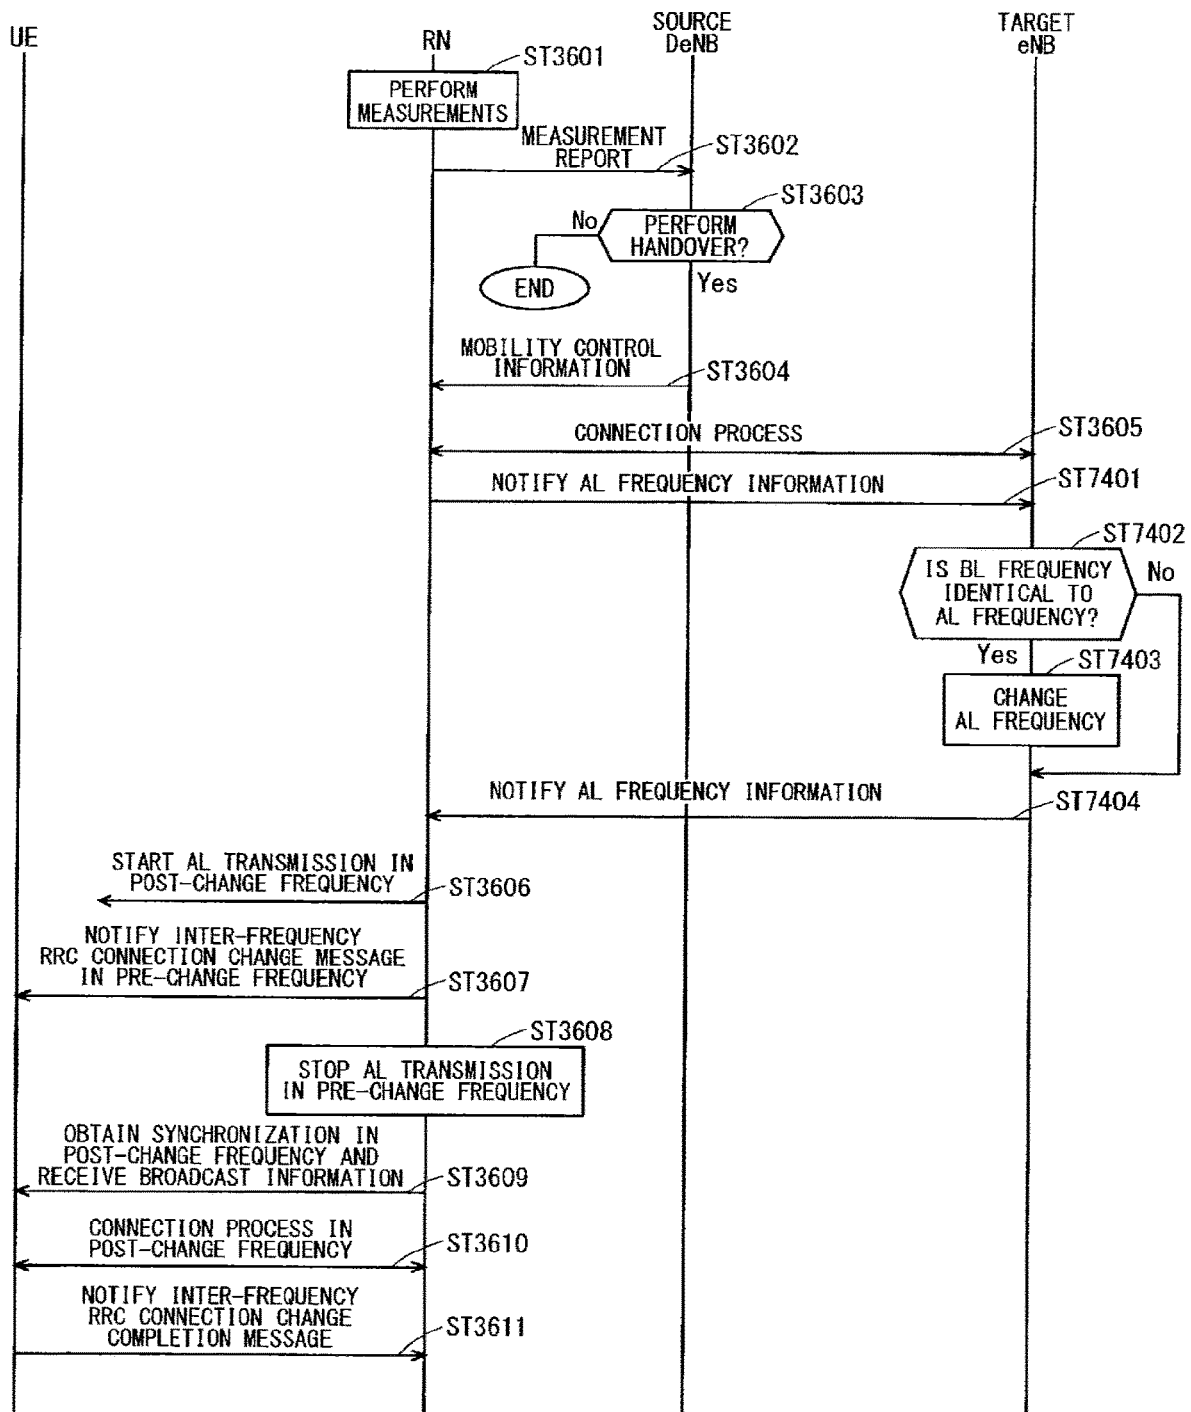 UE
RN
SOURCE
DeNB
TARGET
eNB
ST3601
PERFORM
MEASUREMENTS
MEASUREMENT
REPORT
ST3602
ST3603
No
PERFORM
HANDOVER?
END
Yes
MOBILITY CONTROL
INFORMATION
ST3604
CONNECTION PROCESS
ST3605
NOTIFY AL FREQUENCY INFORMATION
ST7401
ST7402
IS BL FREQUENCY
IDENTICAL TO
AL FREQUENCY?
No
Yes
ST7403
CHANGE
AL FREQUENCY
NOTIFY AL FREQUENCY INFORMATION
ST7404
START AL TRANSMISSION IN
POST-CHANGE FREQUENCY
ST3606
NOTIFY INTER-FREQUENCY
RRC CONNECTION CHANGE MESSAGE
IN PRE-CHANGE FREQUENCY
ST3607
ST3608
STOP AL TRANSMISSION
IN PRE-CHANGE FREQUENCY
OBTAIN SYNCHRONIZATION IN
POST-CHANGE FREQUENCY AND
RECEIVE BROADCAST INFORMATION
ST3609
CONNECTION PROCESS IN
POST-CHANGE FREQUENCY
ST3610
NOTIFY INTER-FREQUENCY
RRC CONNECTION CHANGE
COMPLETION MESSAGE
ST3611